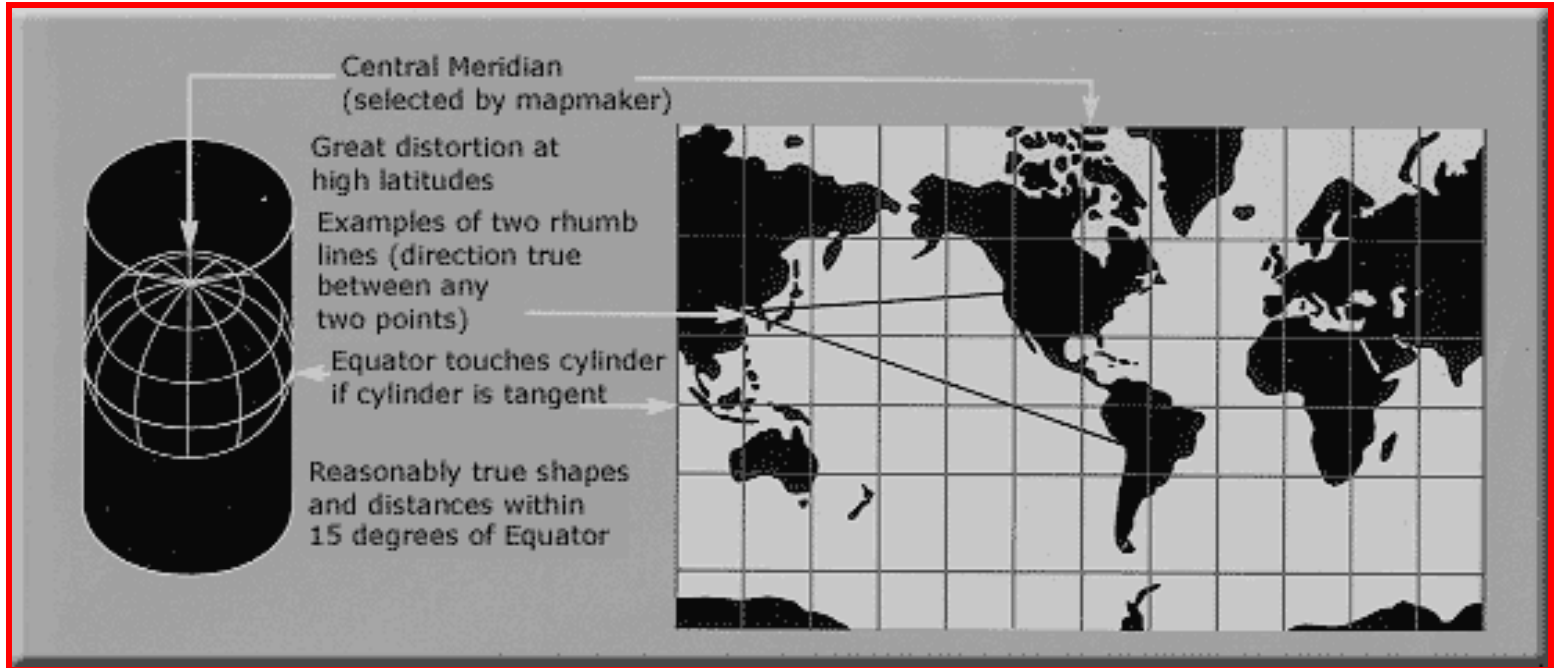 Central Meridian
(selected by mapmaker)
Great distortion at
high latitudes
Examples of two rhumb
lines (direction true
between any
two points)
Equator touches cylinder
if cylinder is tangent
Reasonably true shapes
and distances within
15 degrees of Equator